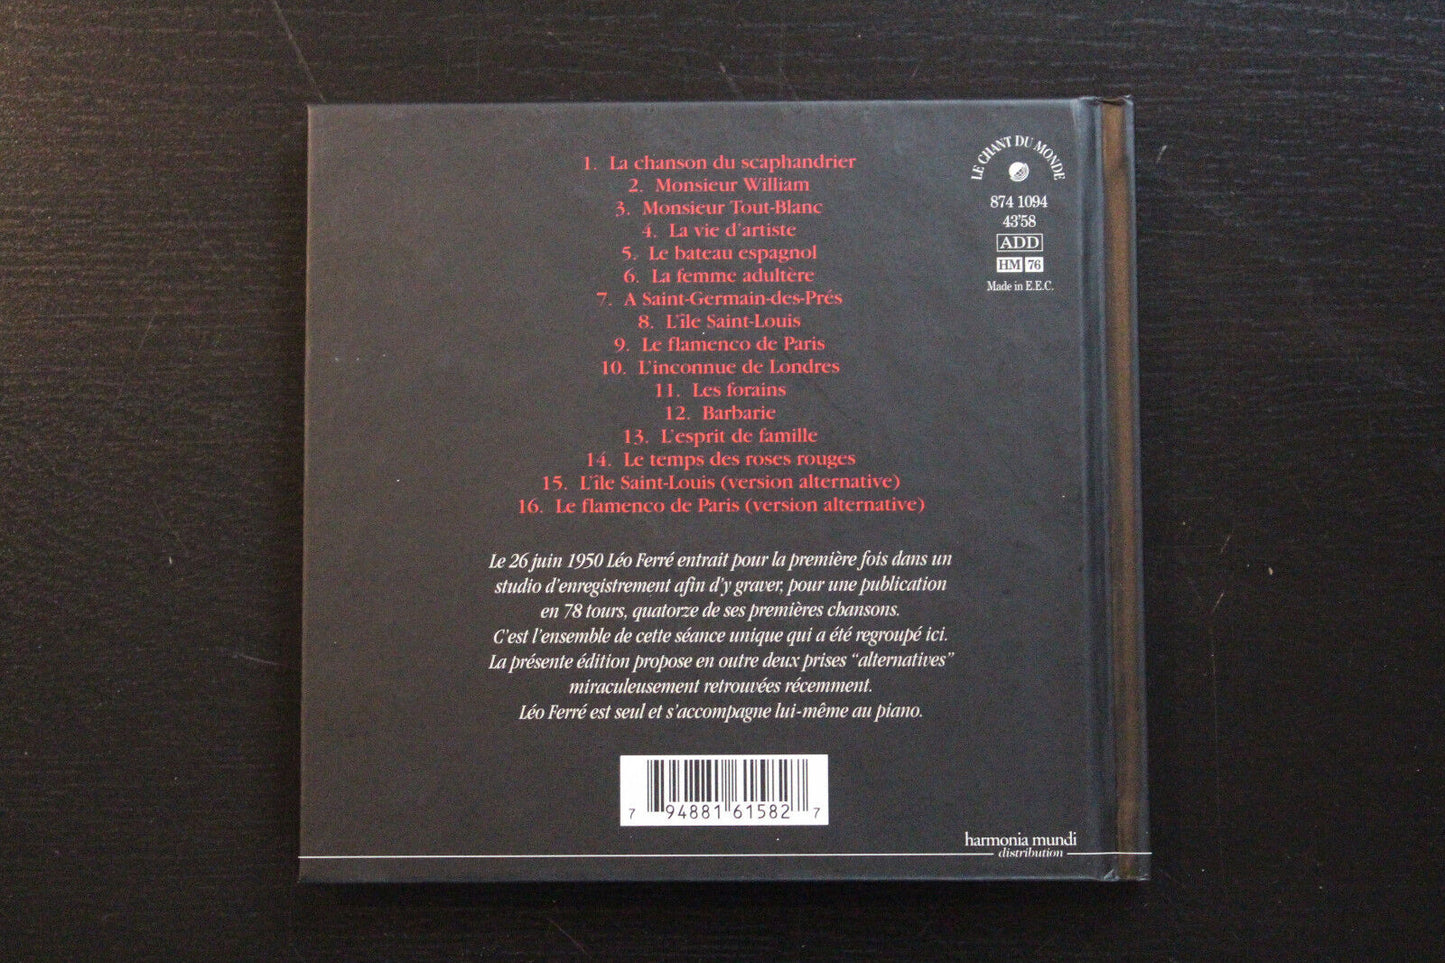 1. La chanson du scaphandrier
2. Monsieur William
3. Monsieur Tout-Blanc
4. La vie d'artiste
5. Le bateau espagnol
6. La femme adultère
7. A Saint-Germain-des-Prés
8. L'île Saint-Louis
9. Le flamenco de Paris
10. L'inconnue de Londres
11. Les forains
12. Barbarie
13. L'esprit de famille
14. Le temps des roses rouges
15. L'île Saint-Louis (version alternative)
16. Le flamenco de Paris (version alternative)
LE CHANT DU MONDE
874 1094
43'58
ADD
HM 76
Made in E.E.C.
Le 26 juin 1950 Léo Ferré entrait pour la première fois dans un
studio d'enregistrement afin d'y graver, pour une publication
en 78 tours, quatorze de ses premières chansons.
C'est l'ensemble de cette séance unique qui a été regroupé ici.
La présente édition propose en outre deux prises "alternatives"
miraculeusement retrouvées récemment.
Léo Ferré est seul et s'accompagne lui-même au piano.
7 94881 61582 7
harmonia mundi
distribution